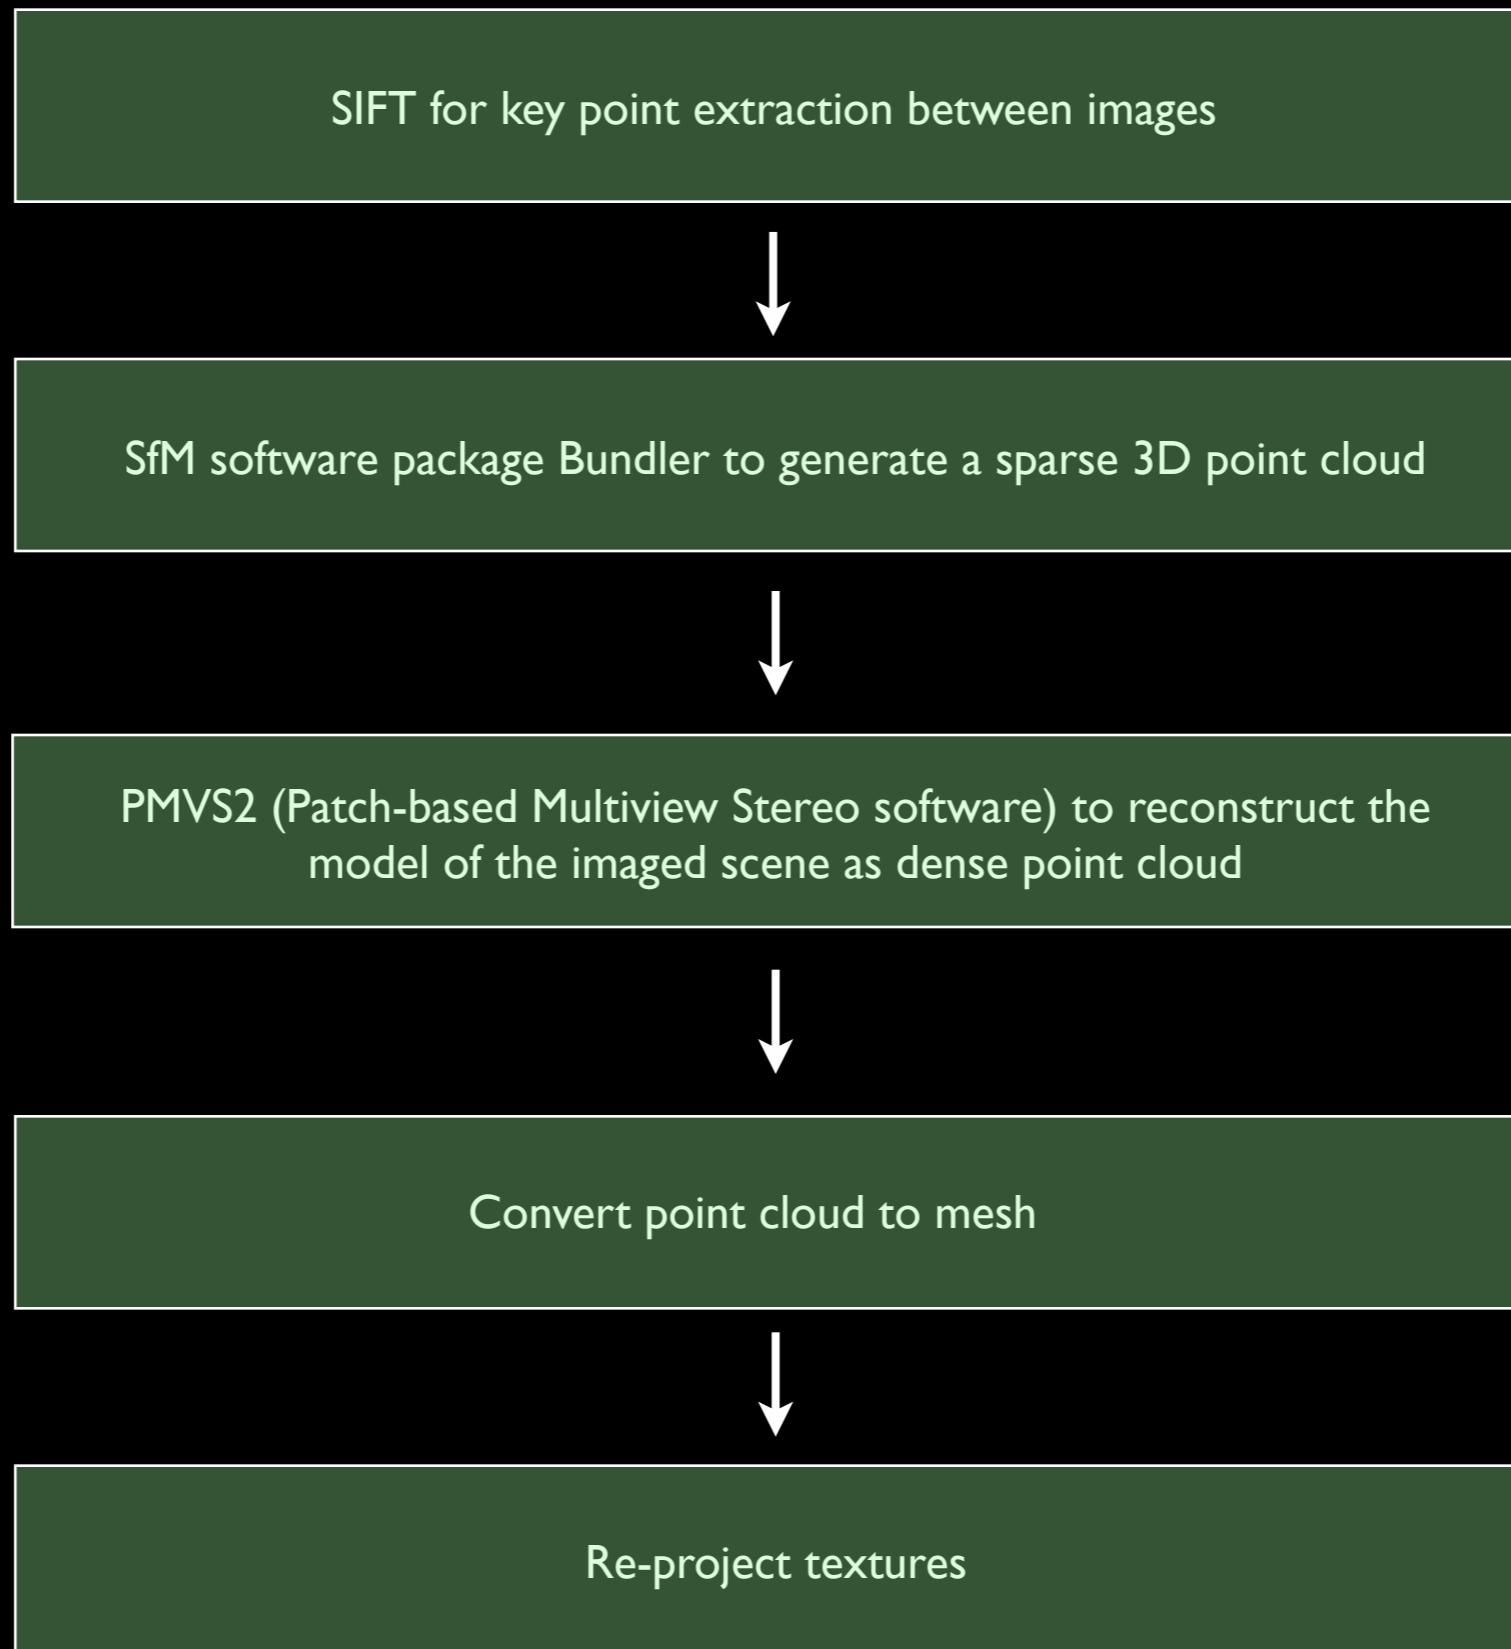 SIFT for key point extraction between images
SfM software package Bundler to generate a sparse 3D point cloud
PMVS2 (Patch-based Multiview Stereo software) to reconstruct the
model of the imaged scene as dense point cloud
Convert point cloud to mesh
Re-project textures